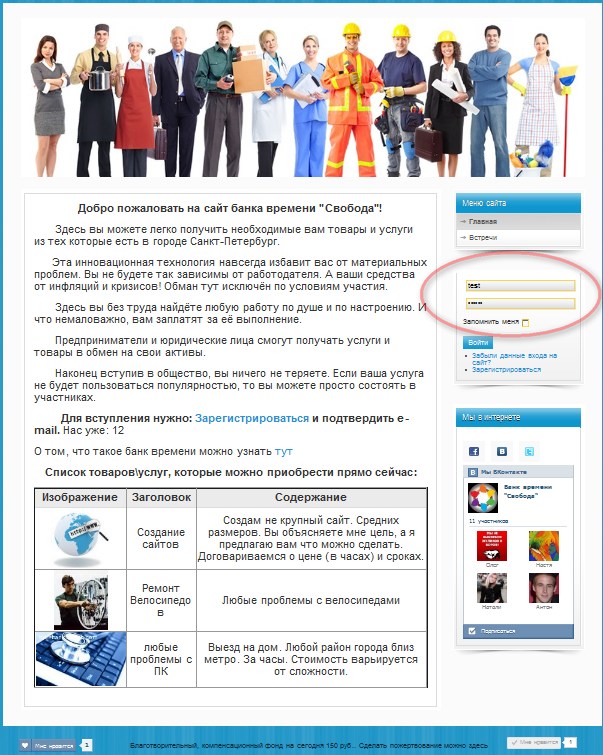 Добро пожаловать на сайт банка времени "Свобода"!
Здесь вы можете легко получить необходимые вам товары и услуги
из тех которые есть в городе Санкт-Петербург.
Эта инновационная технология навсегда избавит вас от материальных
проблем. Вы не будете так зависимы от работодателя. А ваши средства
от инфляций и кризисов! Обман тут исключён по условиям участия.
Здесь вы без труда найдёте любую работу по душе и по настроению. И
что немаловажно, вам заплатят за её выполнение.
Предприниматели и юридические лица смогут получать услуги и
товары в обмен на свои активы.
Наконец вступив в общество, вы ничего не теряете. Если ваша услуга
не будет пользоваться популярностью, то вы можете просто состоять в
участниках.
Для вступления нужно: Зарегистрироваться и подтвердить e-
mail. Нас уже: 12
О том, что такое банк времени можно узнать тут
Список товаров\услуг, которые можно приобрести прямо сейчас:
Изображение Заголовок Содержание
Создание
сайтов
Создам не крупный сайт. Средних
размеров. Вы объясняете мне цель, а я
предлагаю вам что можно сделать.
Договариваемся о цене (в часах) и сроках.
Ремонт
Велосипедо
в
Любые проблемы с велосипедами
любые
проблемы с
ПК
Выезд на дом. Любой район города близ
метро. За часы. Стоимость варьируется
от сложности.
Меню сайта
Главная
Встречи
test
Запомнить меня
Войти
Забыли данные входа на
сайт?
Зарегистрироваться
Мы в интернете
Мы ВКонтакте
Банк времени
"Свобода"
11 участников
Олег Настя
Натали Антон
Подписаться
Мне нравится 1
Благотворительный, компенсационный фонд на сегодня 150 руб.. Сделать пожертвование можно здесь
Мне нравится 1